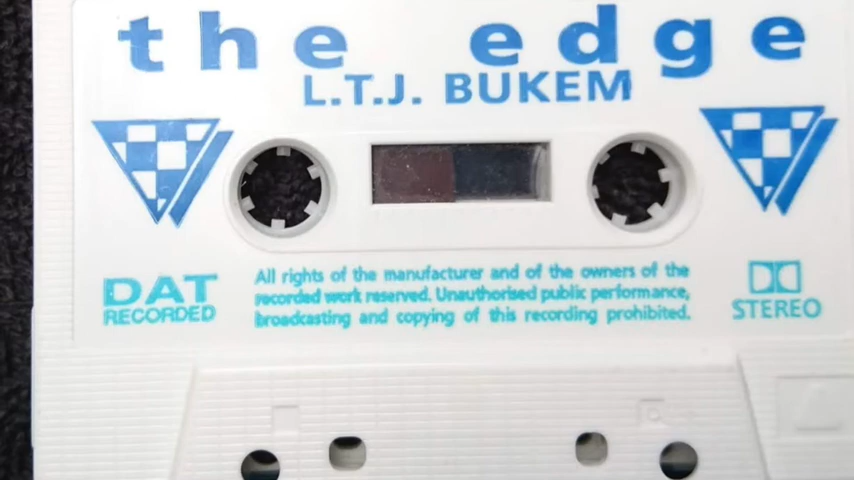 the edge
L.T.J. BUKEM
DAT
RECORDED
All rights of the manufacturer and of the owners of the
recorded work reserved. Unauthorised public performance,
broadcasting and copying of this recording prohibited.
STEREO